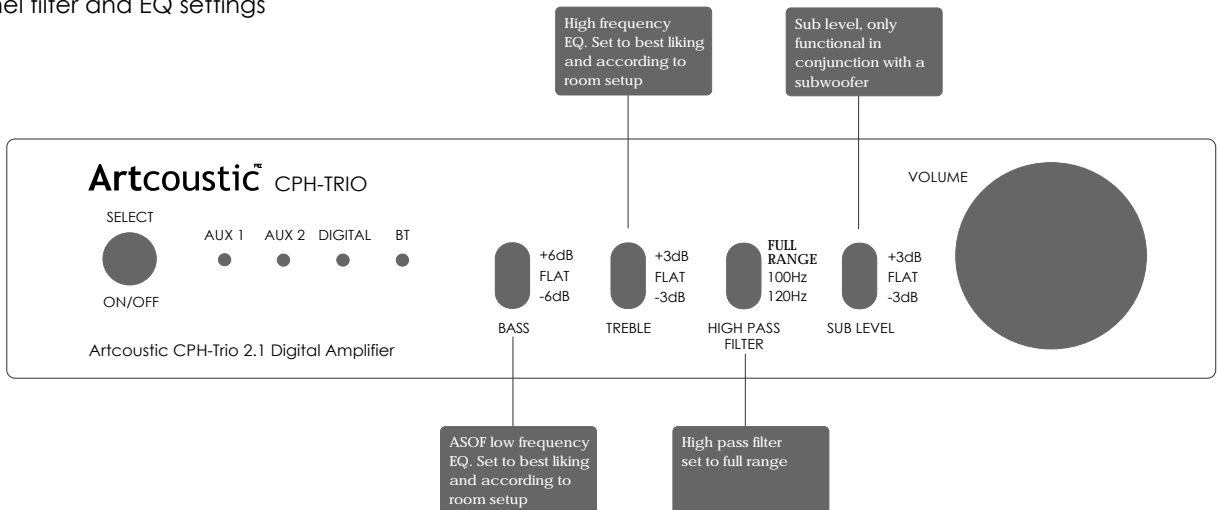 filter and EQ settings
High frequency
EQ. Set to best liking
and according to
room setup
Sub level, only
functional in
conjunction with a
subwoofer
Artcoustic CPH-TRIO
VOLUME
SELECT
AUX 1 AUX 2 DIGITAL BT
ON/OFF
+6dB
FLAT
-6dB
BASS
+3dB
FLAT
-3dB
TREBLE
FULL
RANGE
100Hz
120Hz
HIGH PASS
FILTER
+3dB
FLAT
-3dB
SUB LEVEL
Artcoustic CPH-Trio 2.1 Digital Amplifier
ASOF low frequency
EQ. Set to best liking
and according to
room setup
High pass filter
set to full range